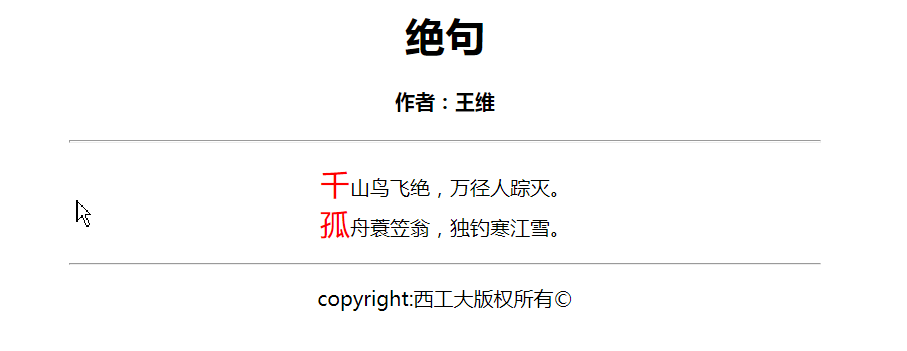 绝句
作者：王维
千山鸟飞绝，万径人踪灭。
孤舟蓑笠翁，独钓寒江雪。
copyright:西工大版权所有©